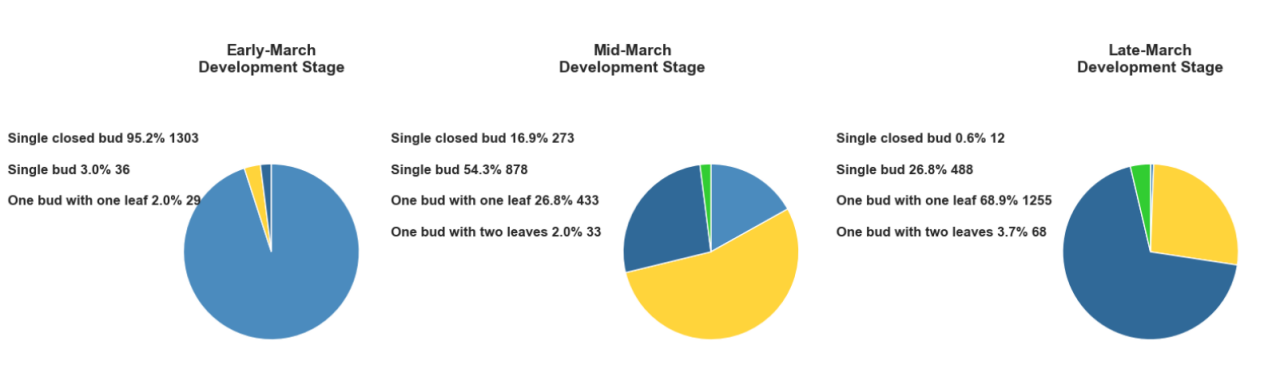 Early-March
Development Stage
Single closed bud 95.2% 1303
Single bud 3.0% 36
One bud with one leaf 2.0% 29
Mid-March
Development Stage
Single closed bud 16.9% 273
Single bud 54.3% 878
One bud with one leaf 26.8% 433
One bud with two leaves 2.0% 33
Late-March
Development Stage
Single closed bud 0.6% 12
Single bud 26.8% 488
One bud with one leaf 68.9% 1255
One bud with two leaves 3.7% 68